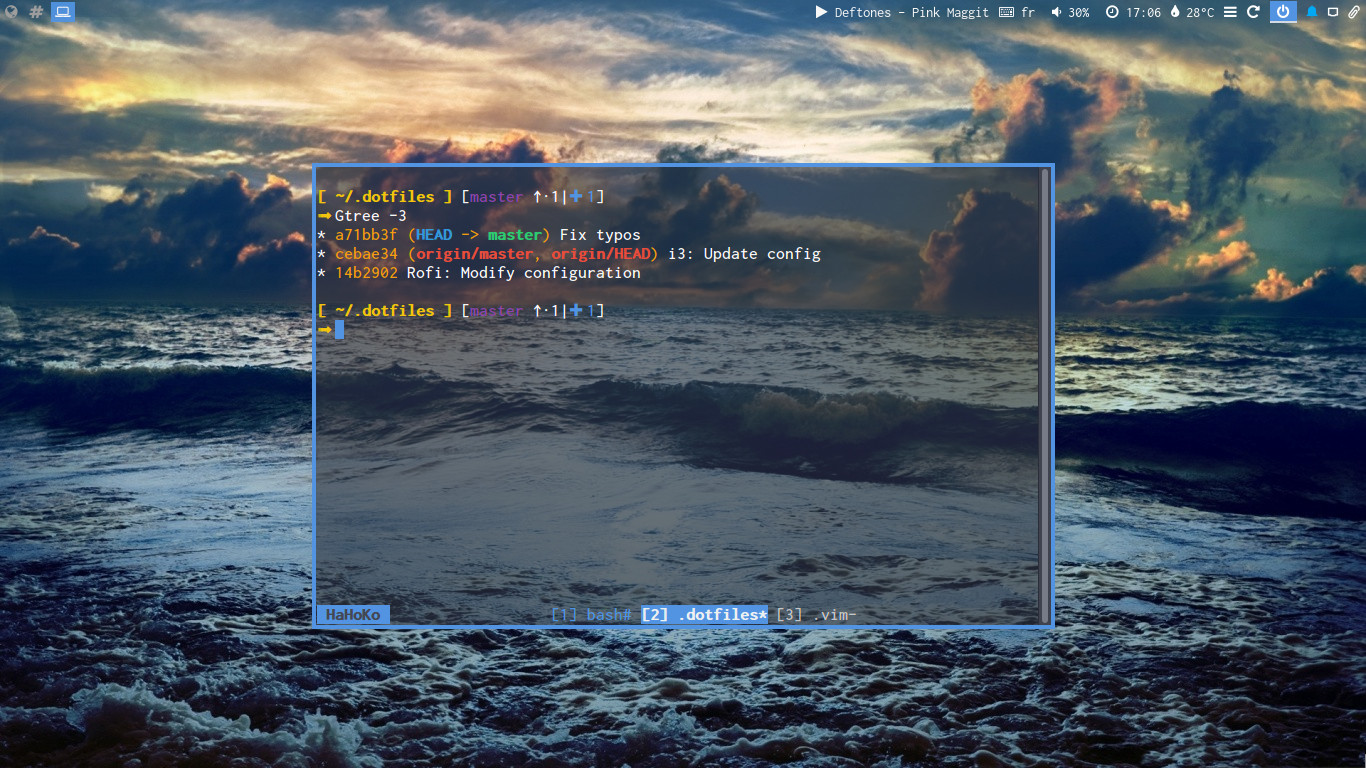 Deftones - Pink Maggit fr 30% 17:06 28°C
[ ~/.dotfiles ] [master ↑·1|✚ 1]
➡ Gtree -3
* a71bb3f (HEAD -> master) Fix typos
* cebae34 (origin/master, origin/HEAD) i3: Update config
* 14b2902 Rofi: Modify configuration
[ ~/.dotfiles ] [master ↑·1|✚ 1]
➡
HaHoKo [1] bash# [2] .dotfiles* [3] .vim-